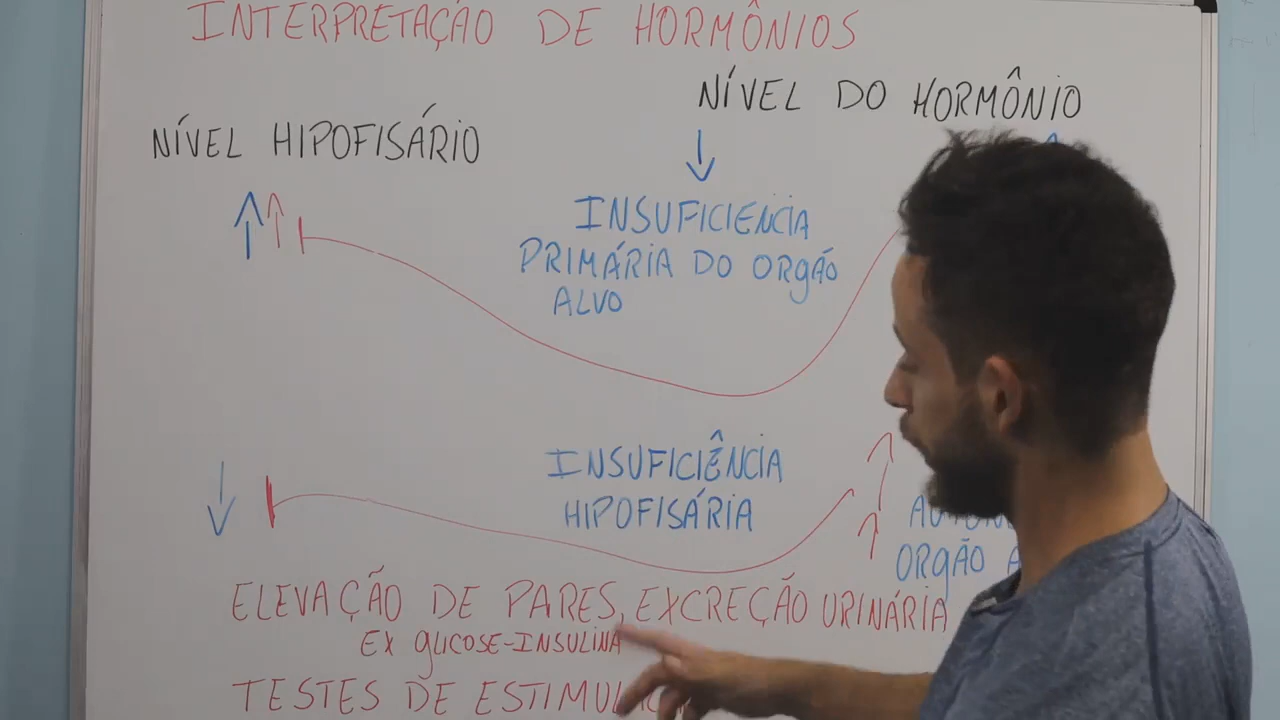 INTERPRETAÇÃO DE HORMÔNIOS
NÍVEL HIPOFISÁRIO
NÍVEL DO HORMÔNIO
INSUFICIENCIA
PRIMÁRIA DO ORGÃO
ALVO
INSUFICIÊNCIA
HIPOFISÁRIA
ORGÃO A
ELEVAÇÃO DE PARES, EXCREÇÃO URINÁRIA
EX GLICOSE-INSULINA
TESTES DE ESTIMUL